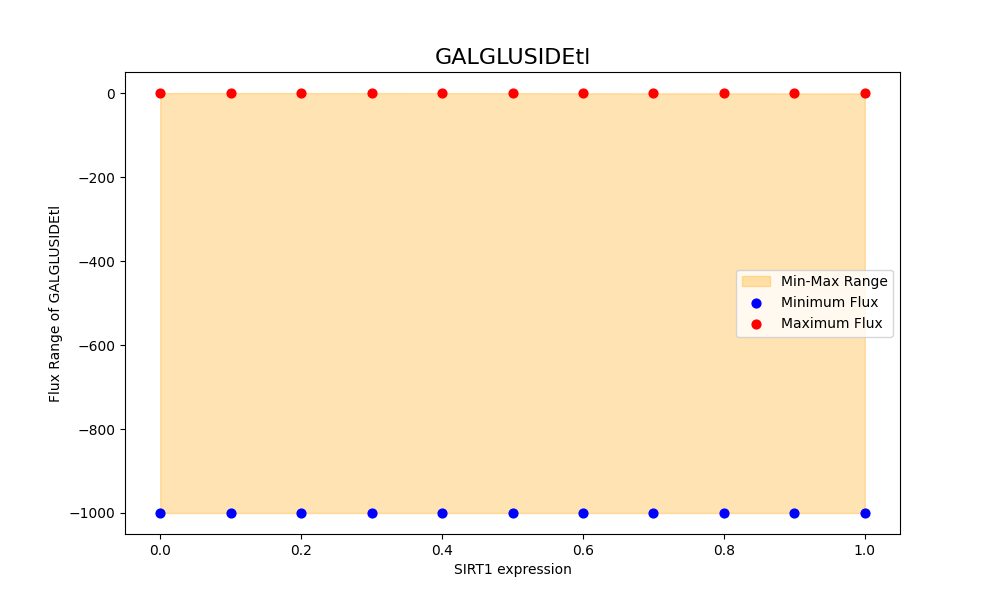 GALGLUSIDEtl
Flux Range of GALGLUSIDEtl
0
−200
−400
−600
−800
−1000
Min-Max Range
Minimum Flux
Maximum Flux
0.0 0.2 0.4 0.6 0.8 1.0
SIRT1 expression